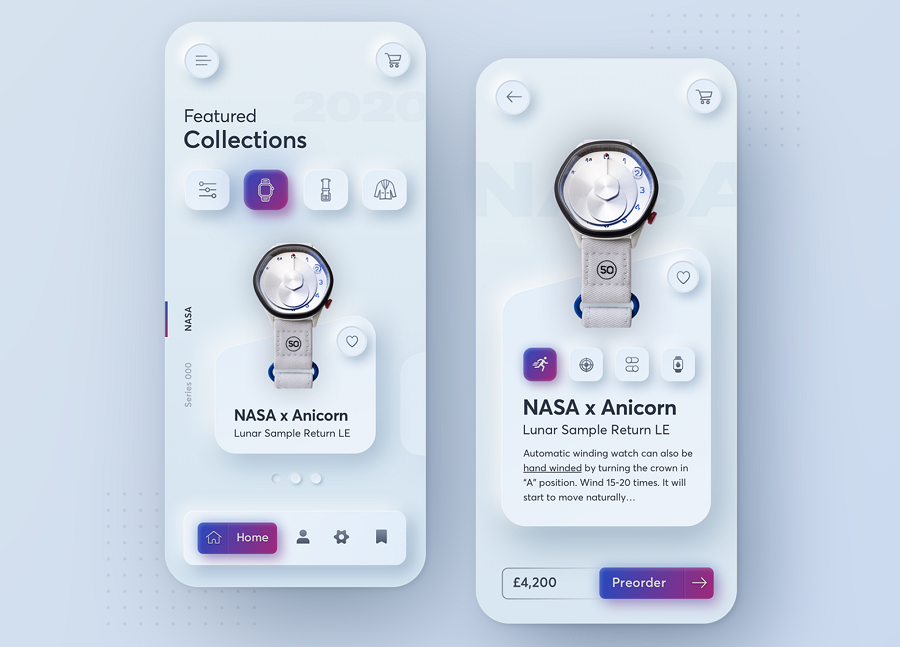 2020
Featured
Collections
NASA
Series 000
50
NASA x Anicorn
Lunar Sample Return LE
Home
NASA
50
NASA x Anicorn
Lunar Sample Return LE
Automatic winding watch can also be
hand winded by turning the crown in
"A" position. Wind 15-20 times. It will
start to move naturally...
£4,200
Preorder